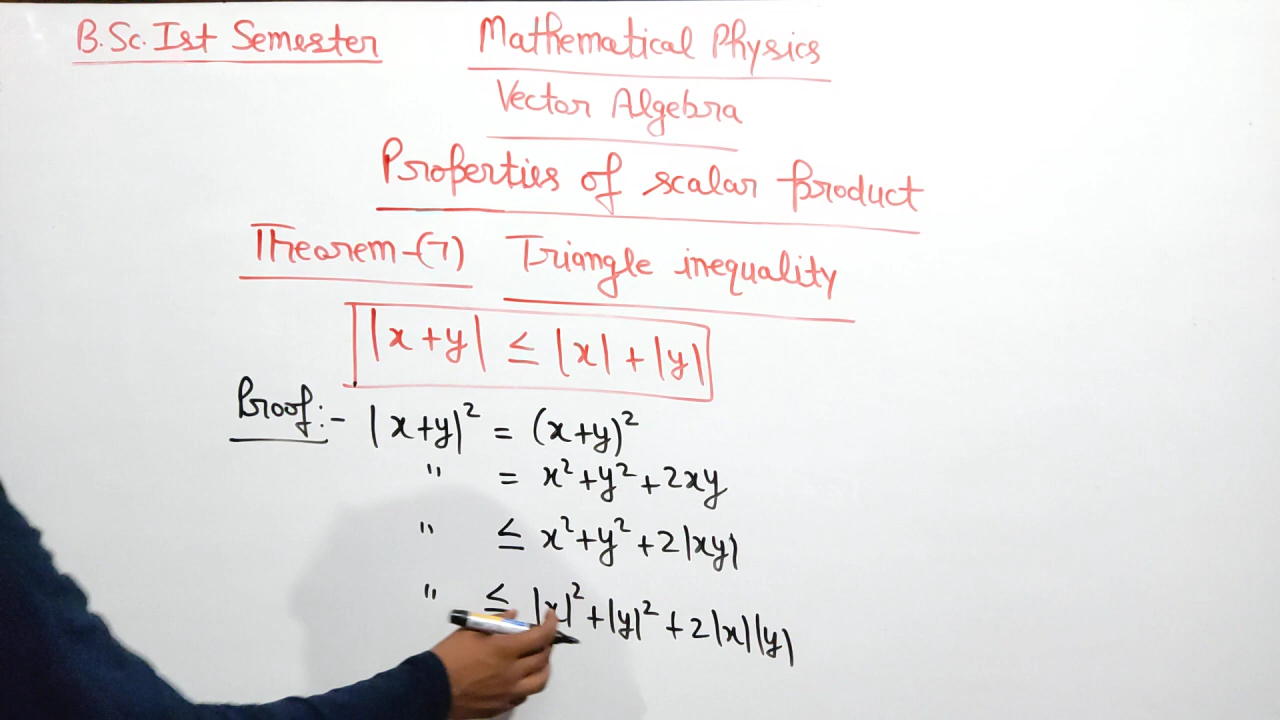 B.Sc. Ist Semester
Mathematical Physics
Vector Algebra
Properties of scalar product
Theorem-(7) Triangle inequality
|x+y| ≤ |x| + |y|
Proof:- |x+y|² = (x+y)²
" = x²+y²+2xy
" ≤ x²+y²+2|xy|
" ≤ |x|²+|y|²+2|x||y|